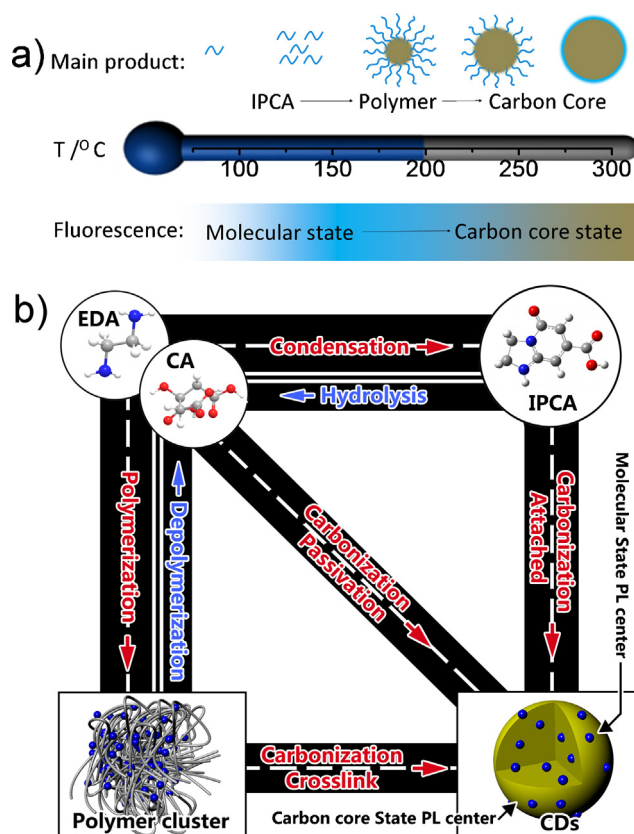 a)
Main product:
IPCA → Polymer → Carbon Core
T /⁰ C
100 150 200 250 300
Fluorescence: Molecular state → Carbon core state
b)
EDA
CA
IPCA
Condensation
Hydrolysis
Polymerization
Depolymerization
Carbonization
Passivation
Carbonization
Attached
Molecular State PL
center
Carbonization
Crosslink
Polymer cluster
Carbon core State PL center
CDs